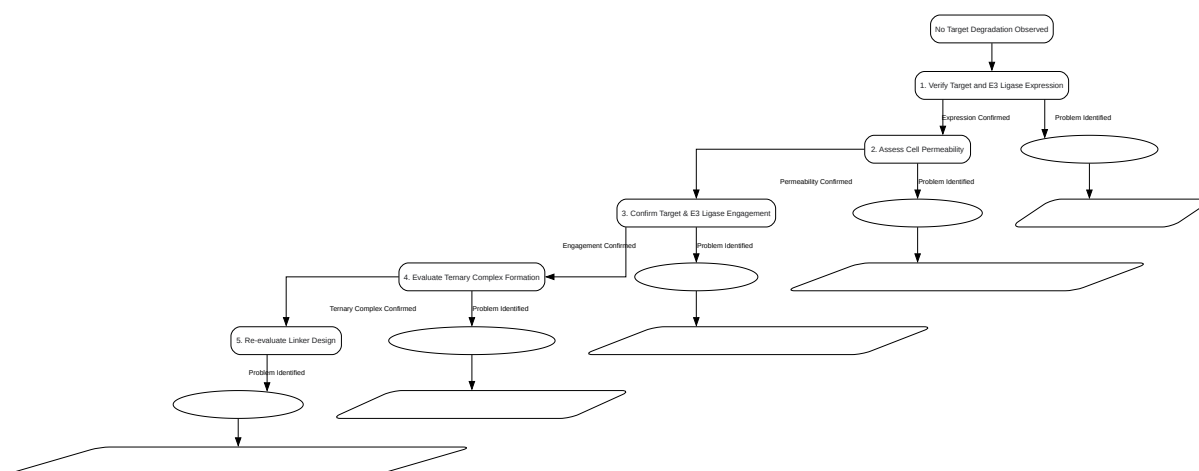 No Target Degradation Observed
1. Verify Target and E3 Ligase Expression
Expression Confirmed
Problem Identified
2. Assess Cell Permeability
Permeability Confirmed
Problem Identified
3. Confirm Target & E3 Ligase Engagement
Engagement Confirmed
Problem Identified
4. Evaluate Ternary Complex Formation
Ternary Complex Confirmed
Problem Identified
5. Re-evaluate Linker Design
Problem Identified